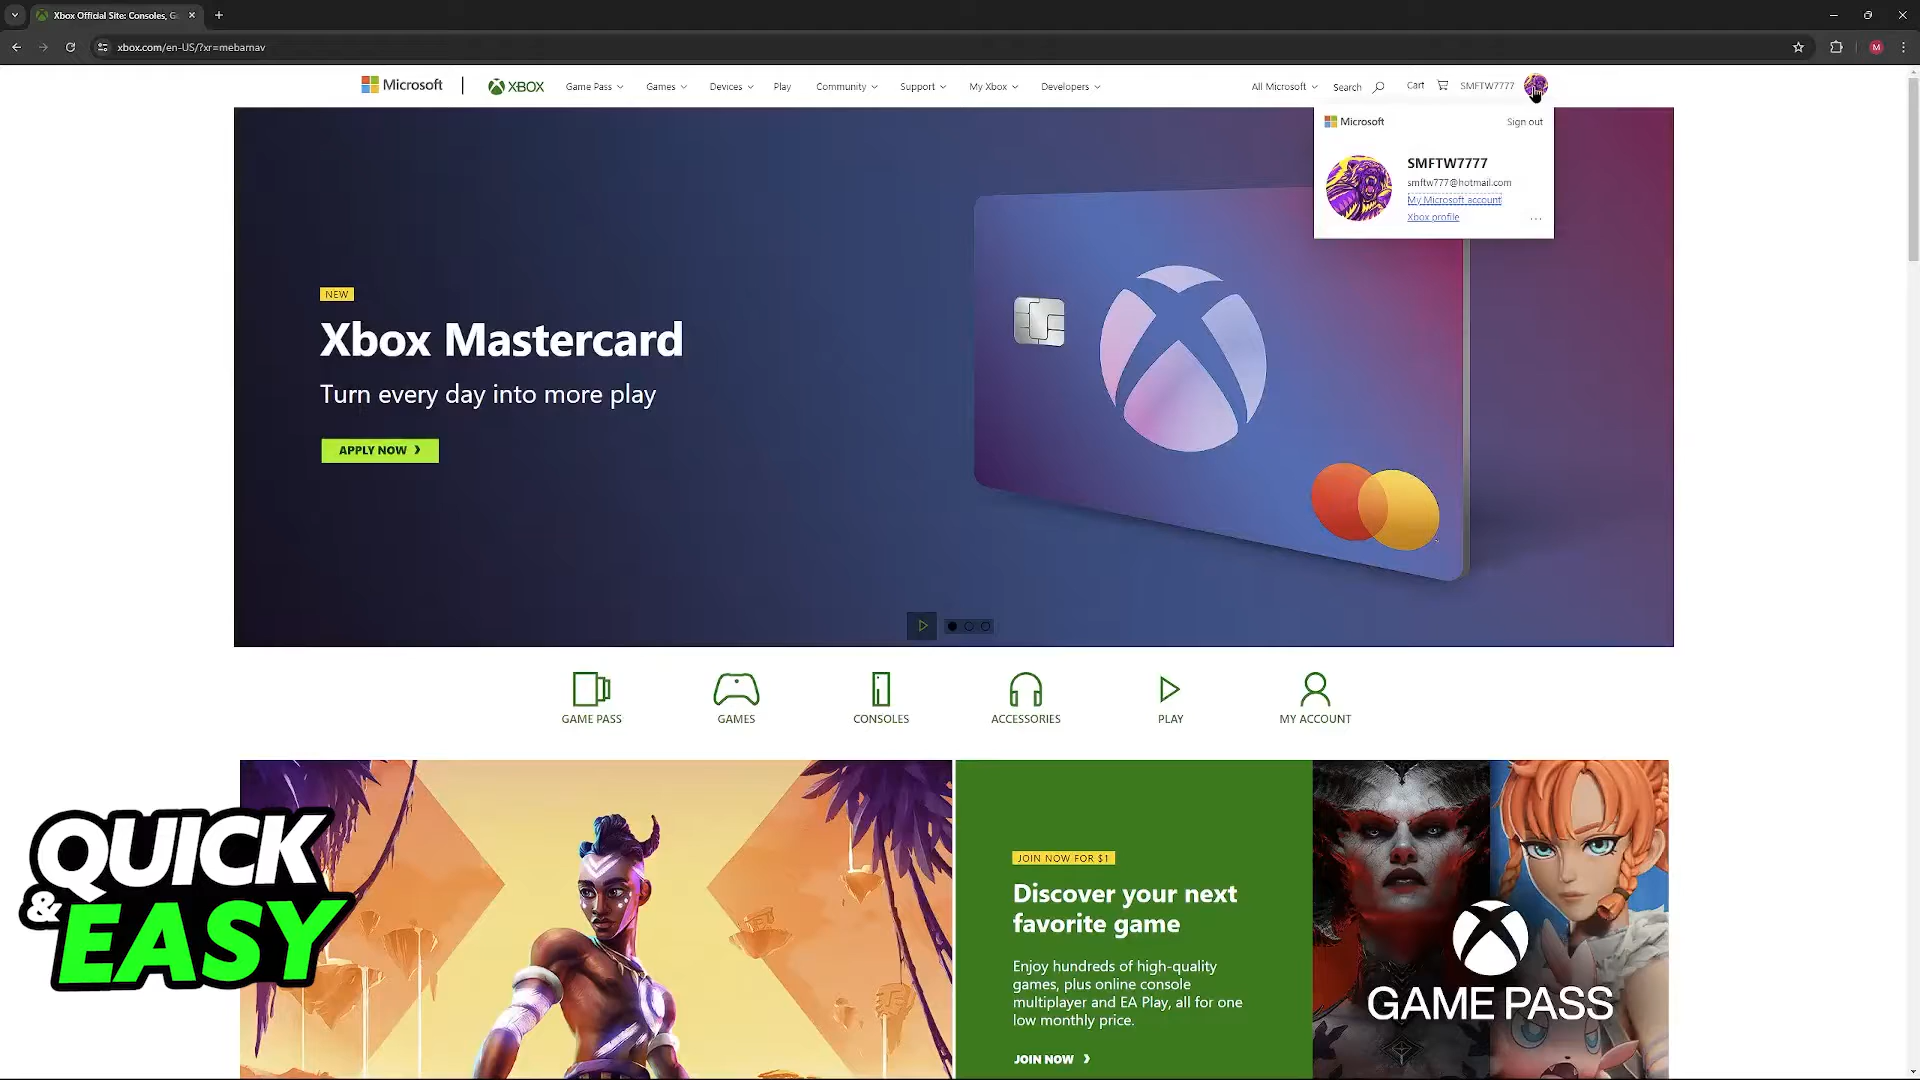 Xbox Official Site: Consoles, G
xbox.com/en-US/?xr=mebarnav
M
Microsoft
XBOX
Game Pass
Games
Devices
Play
Community
Support
My Xbox
Developers
All Microsoft
Search
Cart
SMFTW7777
Microsoft
Sign out
SMFTW7777
smftw777@hotmail.com
My Microsoft account
Xbox profile
...
NEW
Xbox Mastercard
Turn every day into more play
APPLY NOW
GAME PASS
GAMES
CONSOLES
ACCESSORIES
PLAY
MY ACCOUNT
QUICK
&
EASY
JOIN NOW FOR $1
Discover your next
favorite game
Enjoy hundreds of high-quality
games, plus online console
multiplayer and EA Play, all for one
low monthly price.
JOIN NOW
GAME PASS